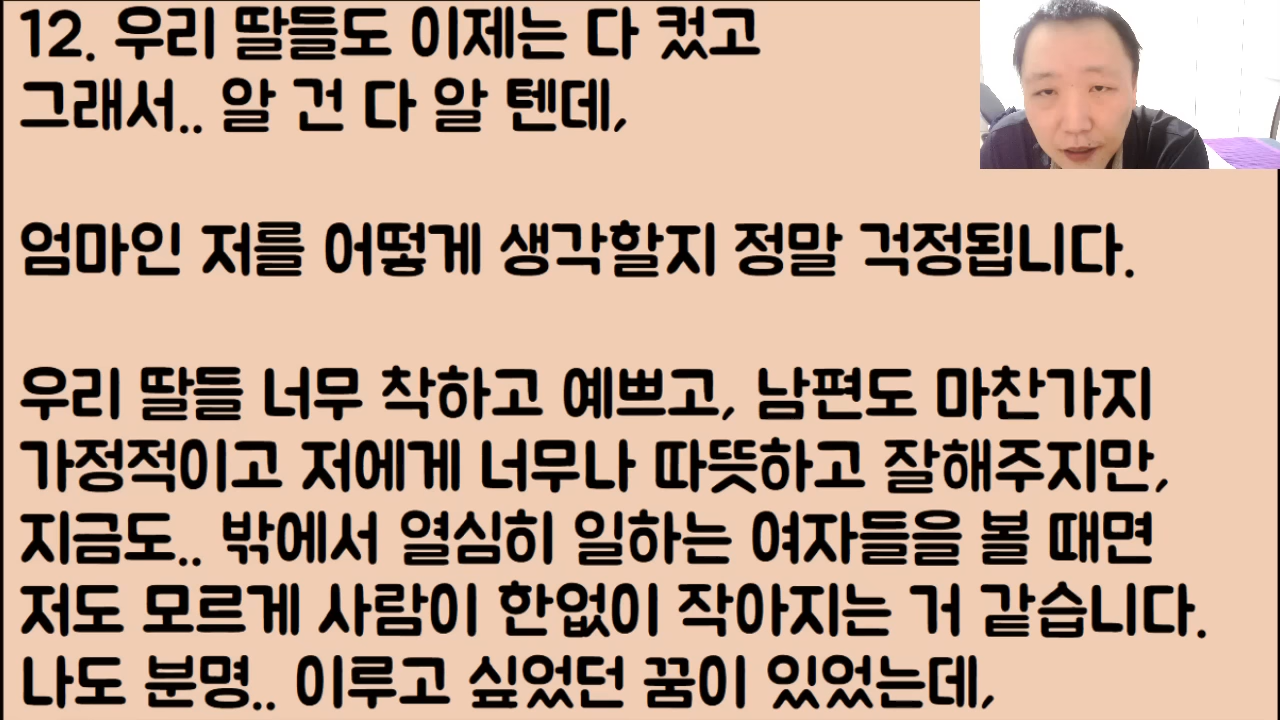 12. 우리 딸들도 이제는 다 컸고
그래서.. 알 건 다 알 텐데,
엄마인 저를 어떻게 생각할지 정말 걱정됩니다.
우리 딸들 너무 착하고 예쁘고, 남편도 마찬가지
가정적이고 저에게 너무나 따뜻하고 잘해주지만,
지금도.. 밖에서 열심히 일하는 여자들을 볼 때면
저도 모르게 사람이 한없이 작아지는 거 같습니다.
나도 분명.. 이루고 싶었던 꿈이 있었는데,